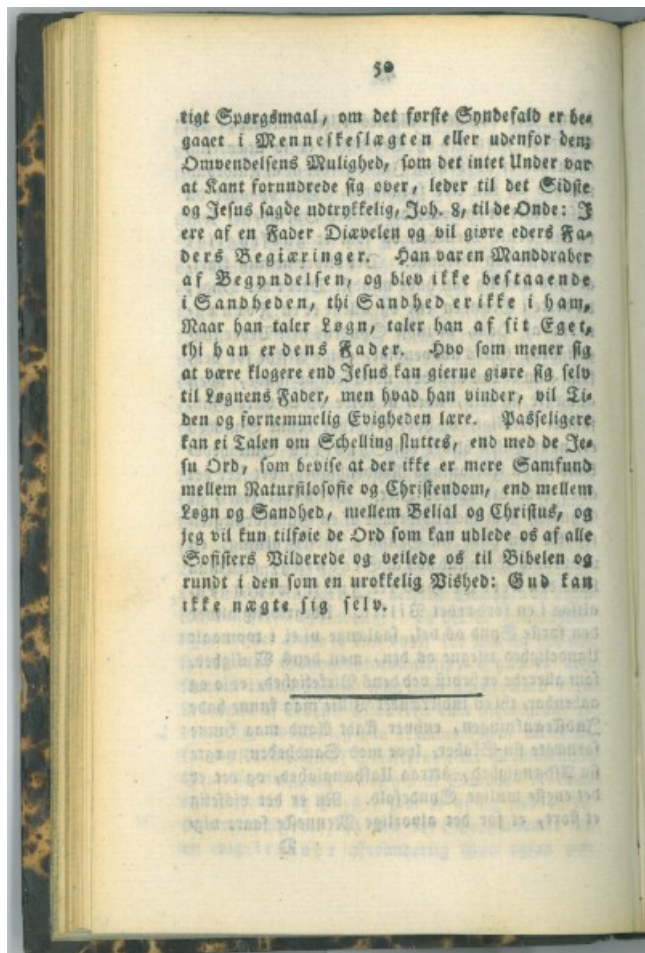 50
tigt Spørgsmaal, om det første Syndefald er be-
gaaet i Menneskeslægten eller udenfor den;
Omvendelsens Mulighed, som det intet Under var
at Kant forundrede sig over, leder til det Sidste
og Jesus sagde udtrykkelig, Joh. 8, til de Onde: I
ere af en Fader Diævelen og vil giøre eders Fa-
ders Begiæringer. Han var en Manddraber
af Begyndelsen, og blev ikke bestaaende
i Sandheden, thi Sandhed er ikke i ham,
Naar han taler Løgn, taler han af sit Eget,
thi han er dens Fader. Hvo som mener sig
at være klogere end Jesus kan gierne giøre sig selv
til Løgnens Fader, men hvad han vinder, vil Ti-
den og fornemmelig Evigheden lære. Passeligere
kan ei Talen om Schelling sluttes, end med de Je-
su Ord, som bevise at der ikke er mere Samfund
mellem Naturfilosofie og Christendom, end mellem
Løgn og Sandhed, mellem Belial og Christus, og
jeg vil kun tilføie de Ord som kan udlede os af alle
Sofisters Vilderede og veilede os til Bibelen og
rundt i den som en urokkelig Vished: Gud kan
ikke nægte sig selv.